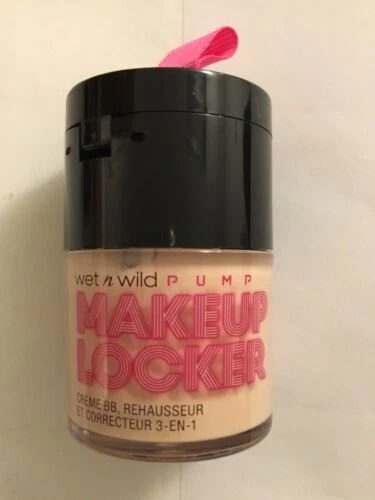 wet n wild PUMP
MAKEUP
LOCKER
CRÈME BB, REHAUSSEUR
ET CORRECTEUR 3-EN-1